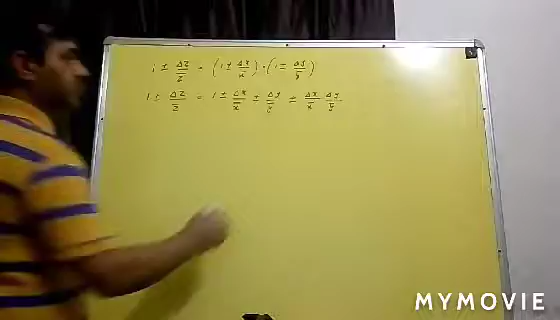 1 ± Δz/z = (1 ± Δx/x) · (1 ± Δy/y)
1 ± Δz/z = 1 ± Δx/x ± Δy/y ± Δx/x Δy/y
MYMOVIE